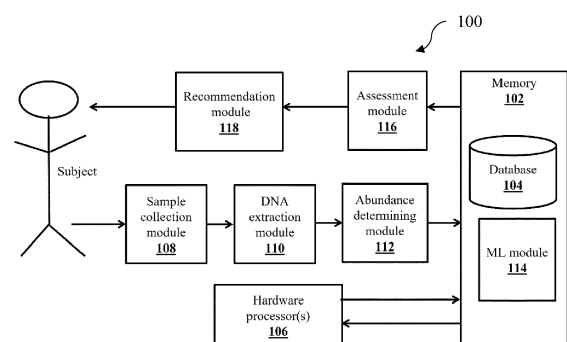 100
Recommendation
module
118
Assessment
module
116
Memory
102
Database
104
ML module
114
Subject
Sample
collection
module
108
DNA
extraction
module
110
Abundance
determining
module
112
Hardware
processor(s)
106